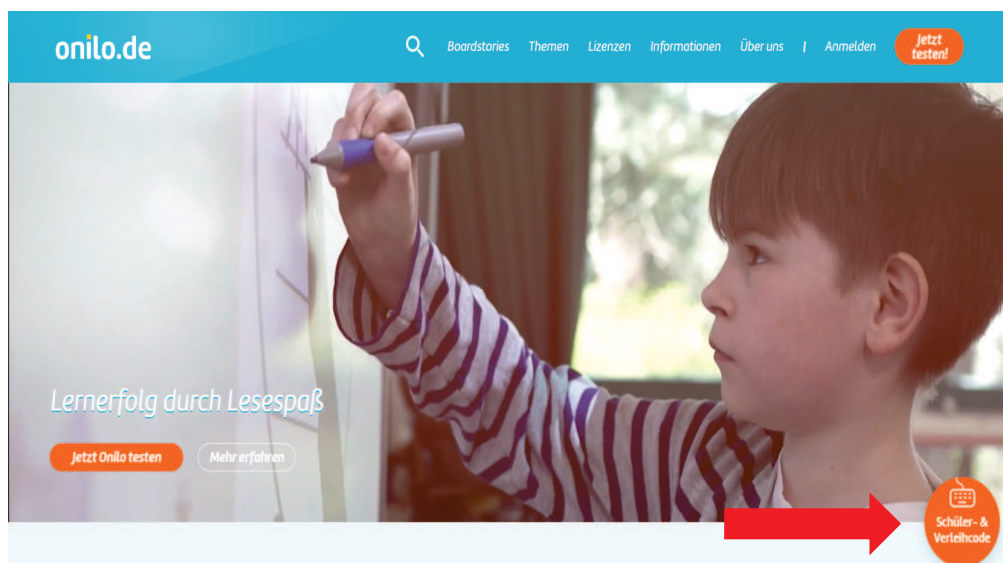 onilo.de
Boardstories Themen Lizenzen Informationen Über uns | Anmelden
Jetzt
testen!
Lernerfolg durch Lesespaß
Jetzt Onilo testen
Mehr erfahren
Schüler- &
Verleihcode